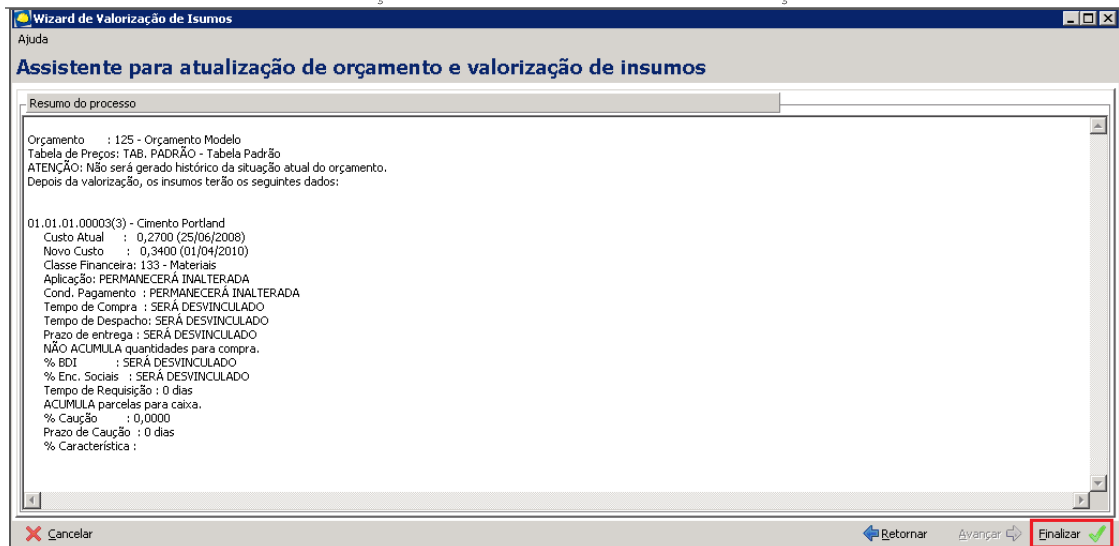 Wizard de Valorização de Isumos
Ajuda
Assistente para atualização de orçamento e valorização de insumos
Resumo do processo
Orçamento : 125 - Orçamento Modelo
Tabela de Preços: TAB. PADRÃO - Tabela Padrão
ATENÇÃO: Não será gerado histórico da situação atual do orçamento.
Depois da valorização, os insumos terão os seguintes dados:
01.01.01.00003(3) - Cimento Portland
Custo Atual : 0,2700 (25/06/2008)
Novo Custo : 0,3400 (01/04/2010)
Classe Financeira: 133 - Materiais
Aplicação: PERMANECERÁ INALTERADA
Cond. Pagamento : PERMANECERÁ INALTERADA
Tempo de Compra : SERÁ DESVINCULADO
Tempo de Despacho: SERÁ DESVINCULADO
Prazo de entrega : SERÁ DESVINCULADO
NÃO ACUMULA quantidades para compra.
% BDI : SERÁ DESVINCULADO
% Enc. Sociais : SERÁ DESVINCULADO
Tempo de Requisição : 0 dias
ACUMULA parcelas para caixa.
% Caução : 0,0000
Prazo de Caução : 0 dias
% Característica :
Cancelar Retornar Avançar Finalizar